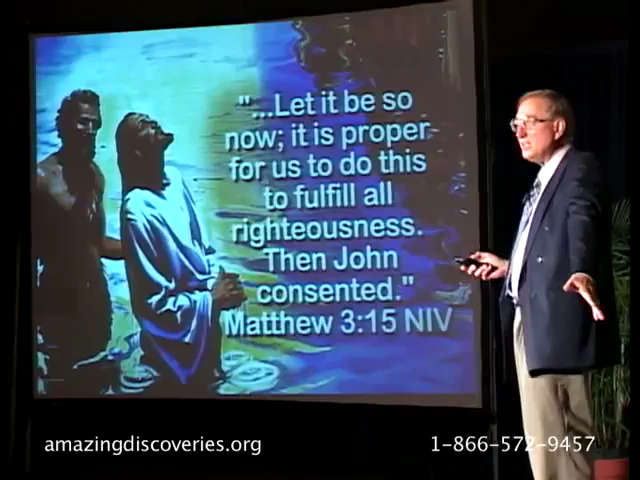 "...Let it be so
now; it is proper
for us to do this
to fulfill all
righteousness.
Then John
consented."
Matthew 3:15 NIV
amazingdiscoveries.org
1-866-572-9457